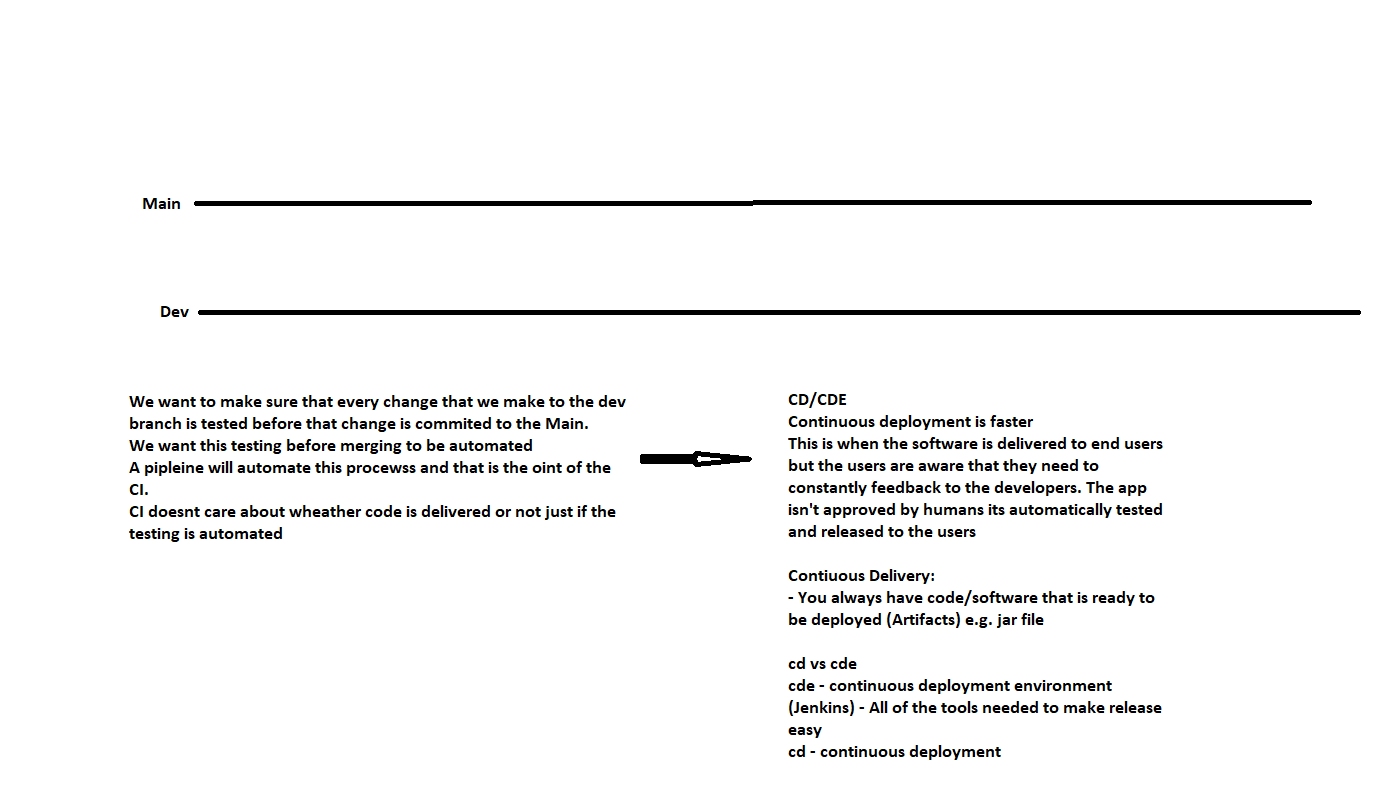 Main
Dev
We want to make sure that every change that we make to the dev
branch is tested before that change is commited to the Main.
We want this testing before merging to be automated
A pipleine will automate this procewss and that is the oint of the
CI.
CI doesnt care about wheather code is delivered or not just if the
testing is automated
CD/CDE
Continuous deployment is faster
This is when the software is delivered to end users
but the users are aware that they need to
constantly feedback to the developers. The app
isn't approved by humans its automatically tested
and released to the users
Contiuous Delivery:
- You always have code/software that is ready to
be deployed (Artifacts) e.g. jar file
cd vs cde
cde - continuous deployment environment
(Jenkins) - All of the tools needed to make release
easy
cd - continuous deployment